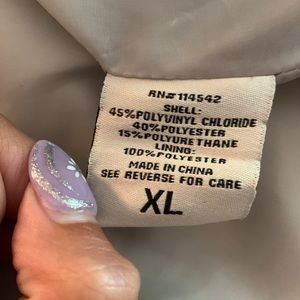 RN#114542
SHELL:
45%POLYVINYL CHLORIDE
40%POLYESTER
15%POLYURETHANE
LINING:
100%POLYESTER
MADE IN CHINA
SEE REVERSE FOR CARE
XL